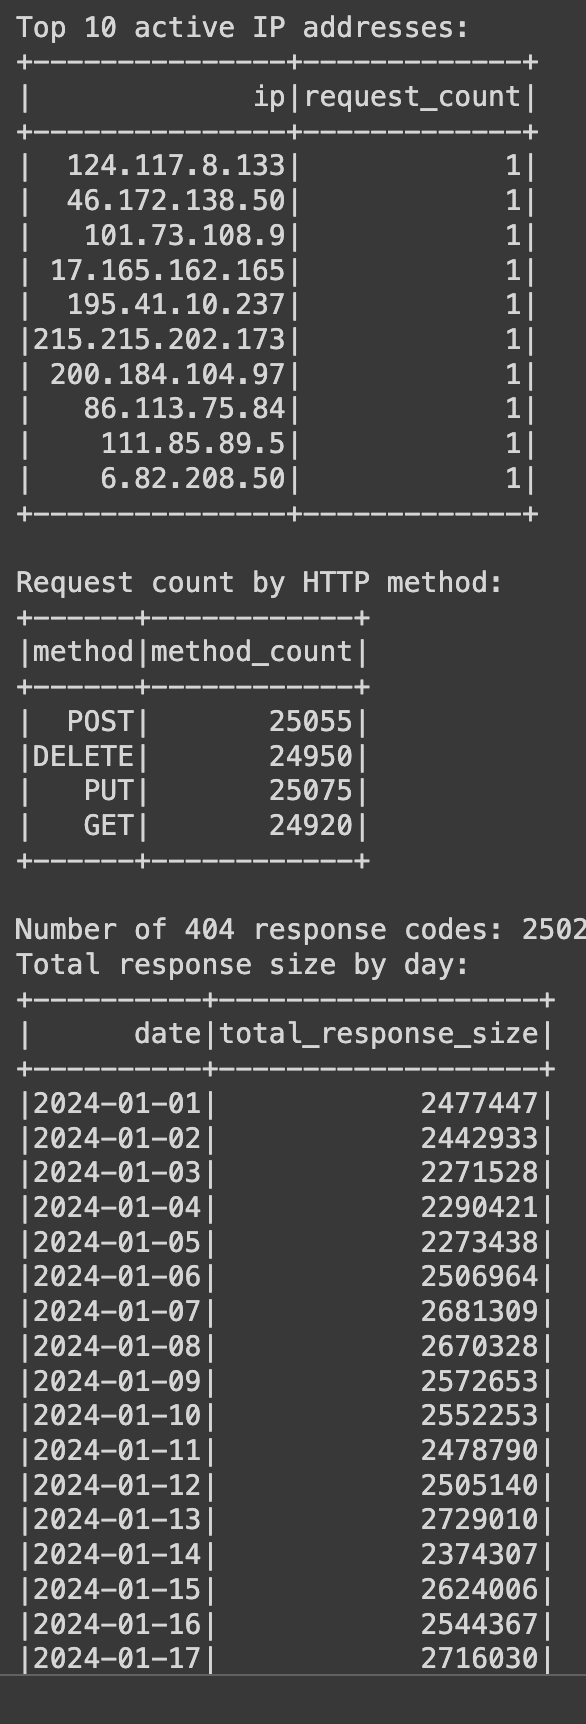 Top 10 active IP addresses:
+---------------+-------------+
|             ip|request_count|
+---------------+-------------+
|  124.117.8.133|            1|
|  46.172.138.50|            1|
|   101.73.108.9|            1|
| 17.165.162.165|            1|
|  195.41.10.237|            1|
|215.215.202.173|            1|
| 200.184.104.97|            1|
|   86.113.75.84|            1|
|    111.85.89.5|            1|
|    6.82.208.50|            1|
+---------------+-------------+

Request count by HTTP method:
+------+------------+
|method|method_count|
+------+------------+
|  POST|       25055|
|DELETE|       24950|
|   PUT|       25075|
|   GET|       24920|
+------+------------+

Number of 404 response codes: 2502
Total response size by day:
+----------+-------------------+
|      date|total_response_size|
+----------+-------------------+
|2024-01-01|            2477447|
|2024-01-02|            2442933|
|2024-01-03|            2271528|
|2024-01-04|            2290421|
|2024-01-05|            2273438|
|2024-01-06|            2506964|
|2024-01-07|            2681309|
|2024-01-08|            2670328|
|2024-01-09|            2572653|
|2024-01-10|            2552253|
|2024-01-11|            2478790|
|2024-01-12|            2505140|
|2024-01-13|            2729010|
|2024-01-14|            2374307|
|2024-01-15|            2624006|
|2024-01-16|            2544367|
|2024-01-17|            2716030|